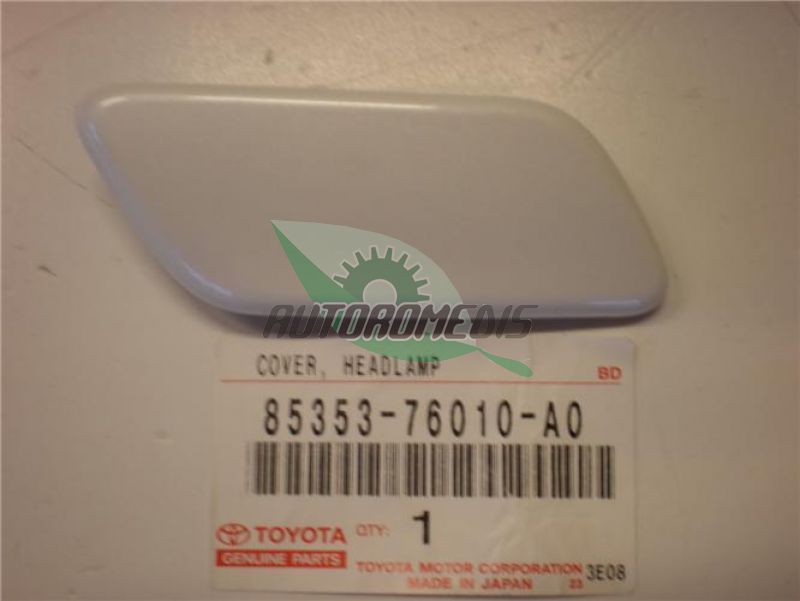 AUTOROMEDIS
COVER, HEADLAMP
BD
85353-76010-A0
TOYOTA QTY: 1
GENUINE PARTS
TOYOTA MOTOR CORPORATION
MADE IN JAPAN 23 3E08